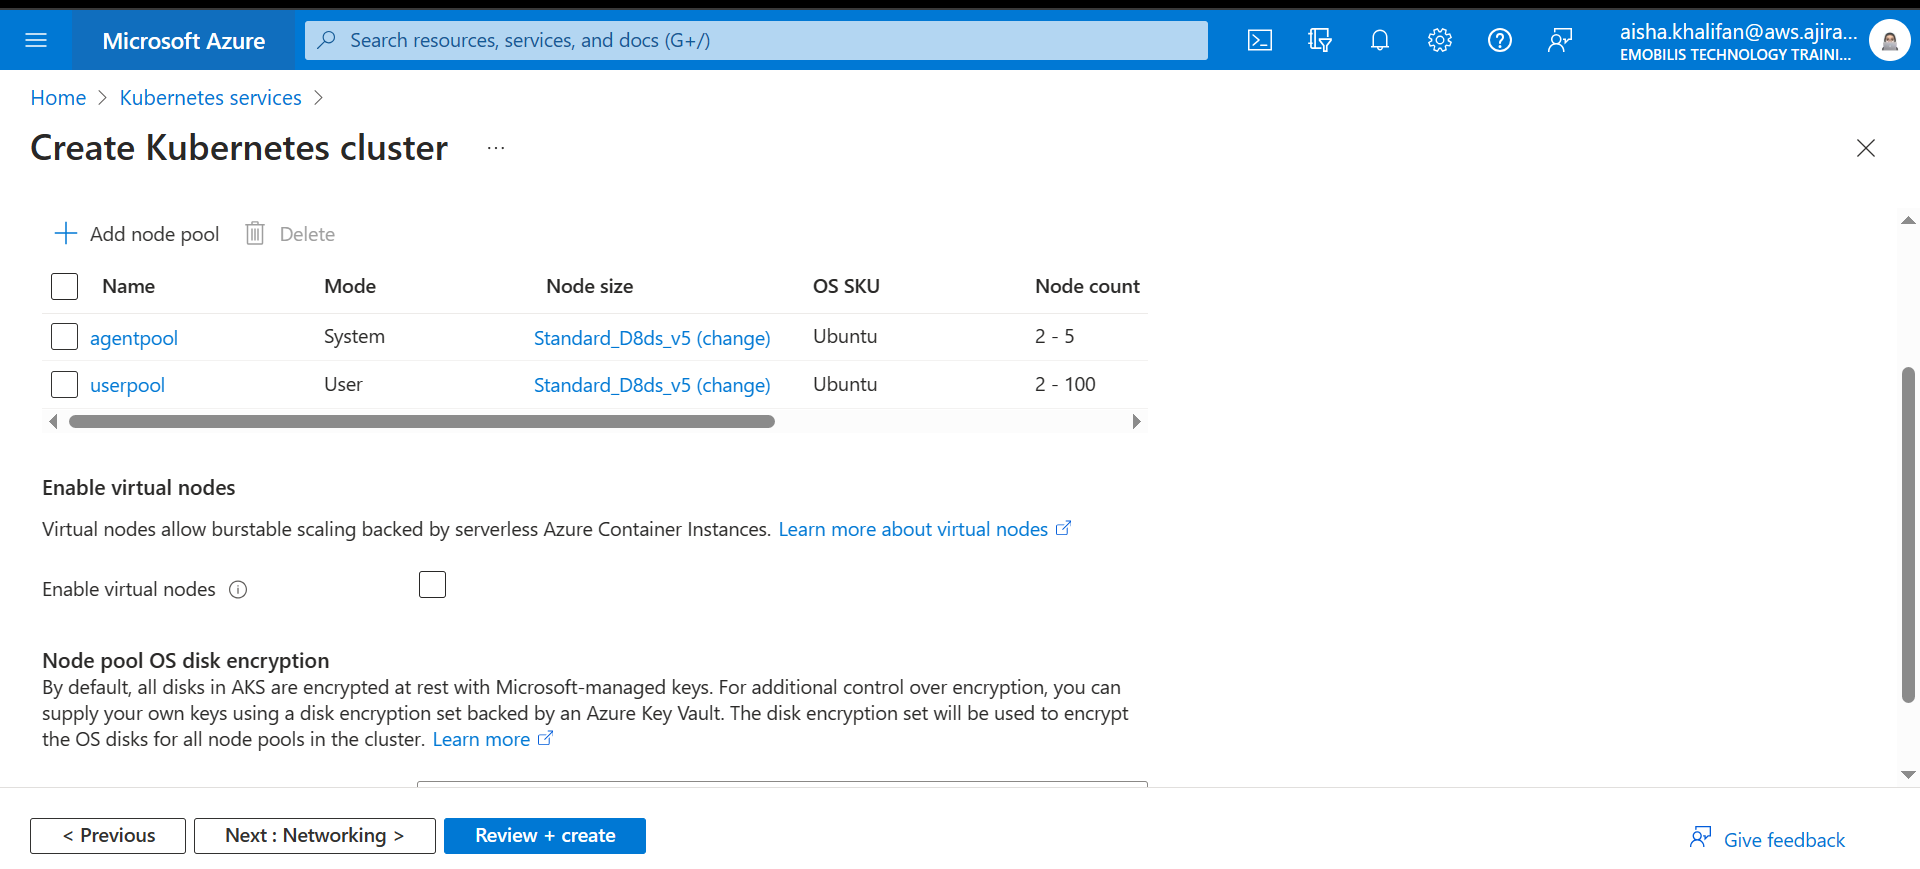 Microsoft Azure
Search resources, services, and docs (G+/)
aisha.khalifan@aws.ajira...
EMOBILIS TECHNOLOGY TRAINI...
Home > Kubernetes services >
Create Kubernetes cluster ...
Add node pool Delete
Name Mode Node size OS SKU Node count
agentpool System Standard_D8ds_v5 (change) Ubuntu 2 - 5
userpool User Standard_D8ds_v5 (change) Ubuntu 2 - 100
Enable virtual nodes
Virtual nodes allow burstable scaling backed by serverless Azure Container Instances. Learn more about virtual nodes
Enable virtual nodes
Node pool OS disk encryption
By default, all disks in AKS are encrypted at rest with Microsoft-managed keys. For additional control over encryption, you can
supply your own keys using a disk encryption set backed by an Azure Key Vault. The disk encryption set will be used to encrypt
the OS disks for all node pools in the cluster. Learn more
< Previous Next : Networking > Review + create
Give feedback